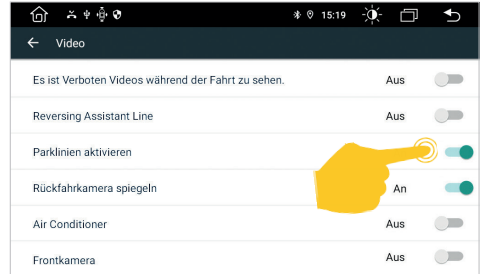 15:19
Video
Es ist Verboten Videos während der Fahrt zu sehen. Aus
Reversing Assistant Line Aus
Parklinien aktivieren
Rückfahrkamera spiegeln An
Air Conditioner Aus
Frontkamera Aus